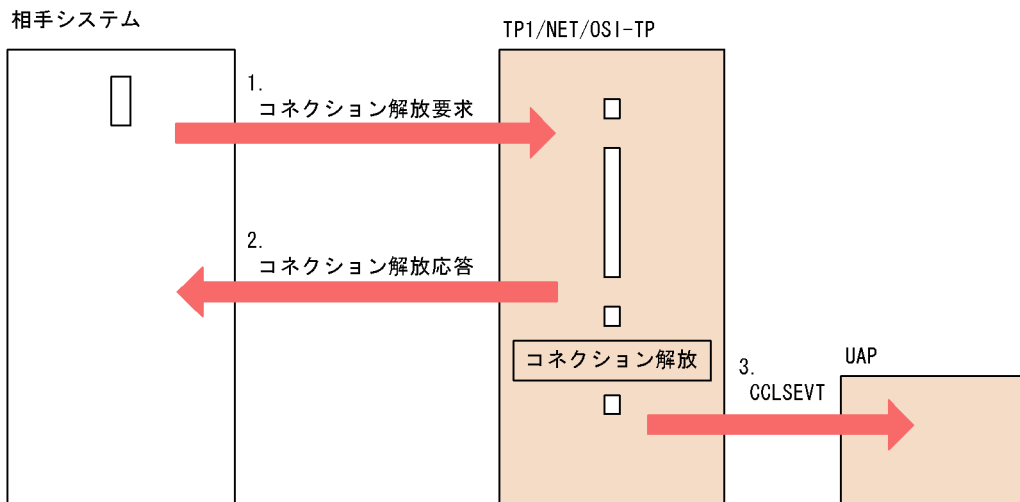 相手システム
TP1/NET/OSI-TP
1.
コネクション解放要求
2.
コネクション解放応答
コネクション解放
3.
CCLSEVT
UAP